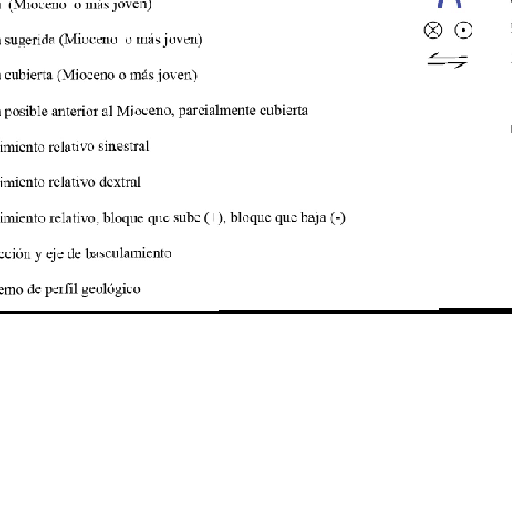 (Mioceno o más joven)
sugerida (Mioceno o más joven)
cubierta (Mioceno o más joven)
posible anterior al Mioceno, parcialmente cubierta
imiento relativo sinestral
imiento relativo dextral
imiento relativo, bloque que sube (+), bloque que baja (-)
cción y eje de basculamiento
emo de perfil geológico